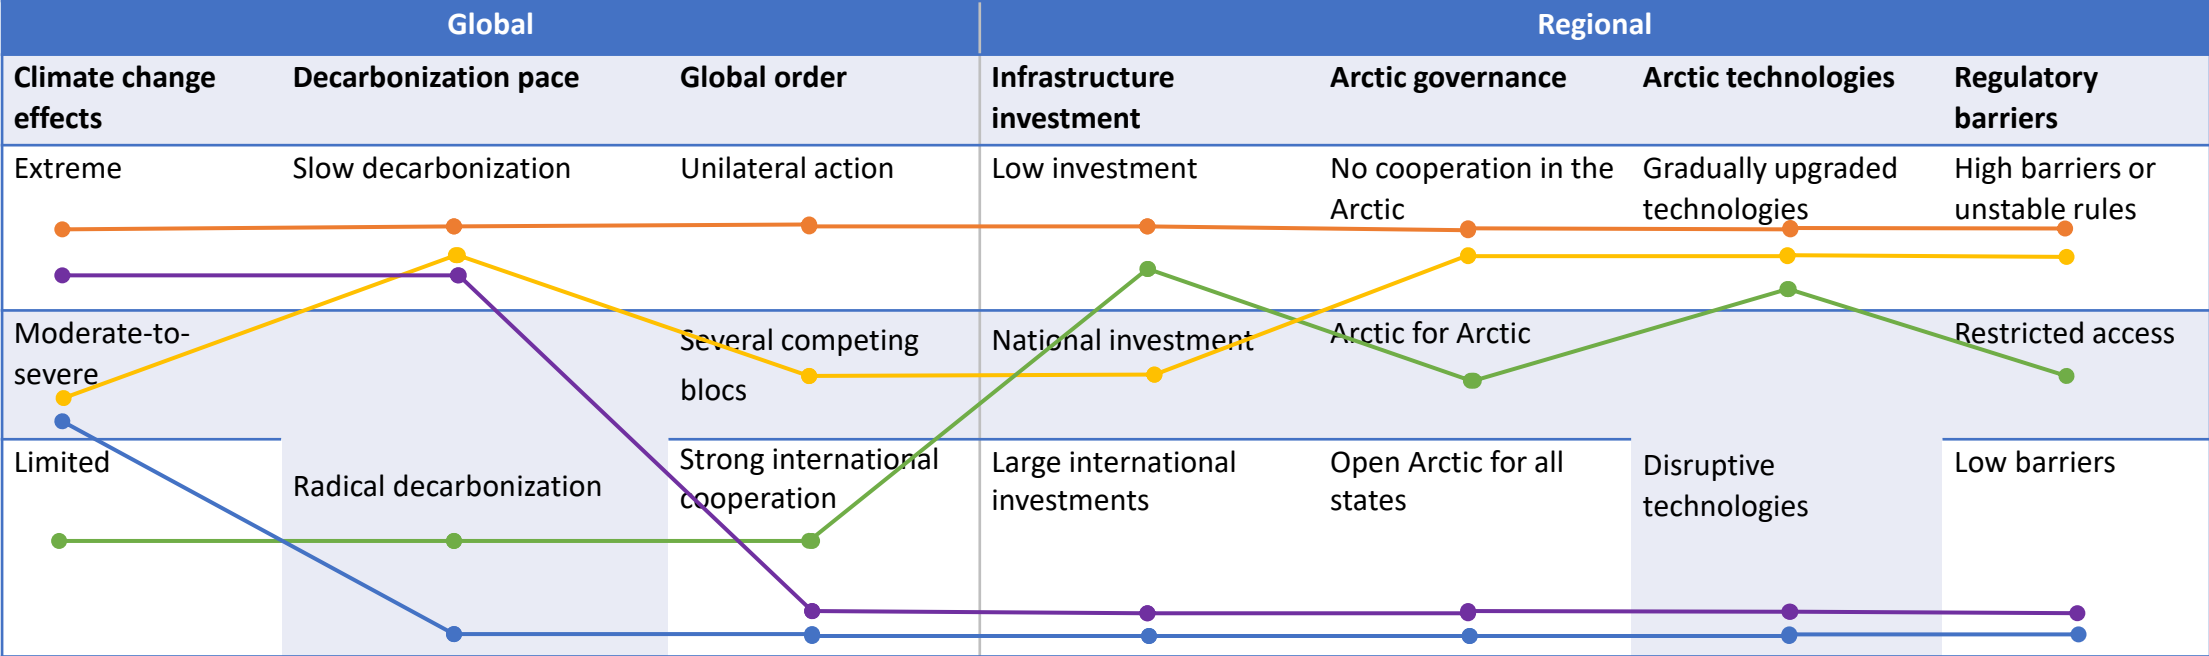 Global
Regional
Climate change
effects
Decarbonization pace
Global order
Infrastructure
investment
Arctic governance
Arctic technologies
Regulatory
barriers
Extreme
Slow decarbonization
Unilateral action
Low investment
No cooperation in the
Arctic
Gradually upgraded
technologies
High barriers or
unstable rules
Moderate-to-
severe
Several competing
blocs
National investment
Arctic for Arctic
Restricted access
Limited
Radical decarbonization
Strong international
cooperation
Large international
investments
Open Arctic for all
states
Disruptive
technologies
Low barriers